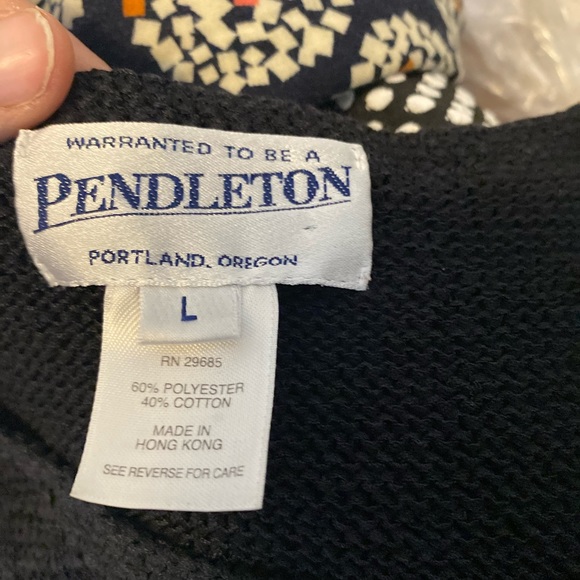 WARRANTED TO BE A
PENDLETON
PORTLAND, OREGON
L
RN 29685
60% POLYESTER
40% COTTON
MADE IN
HONG KONG
SEE REVERSE FOR CARE